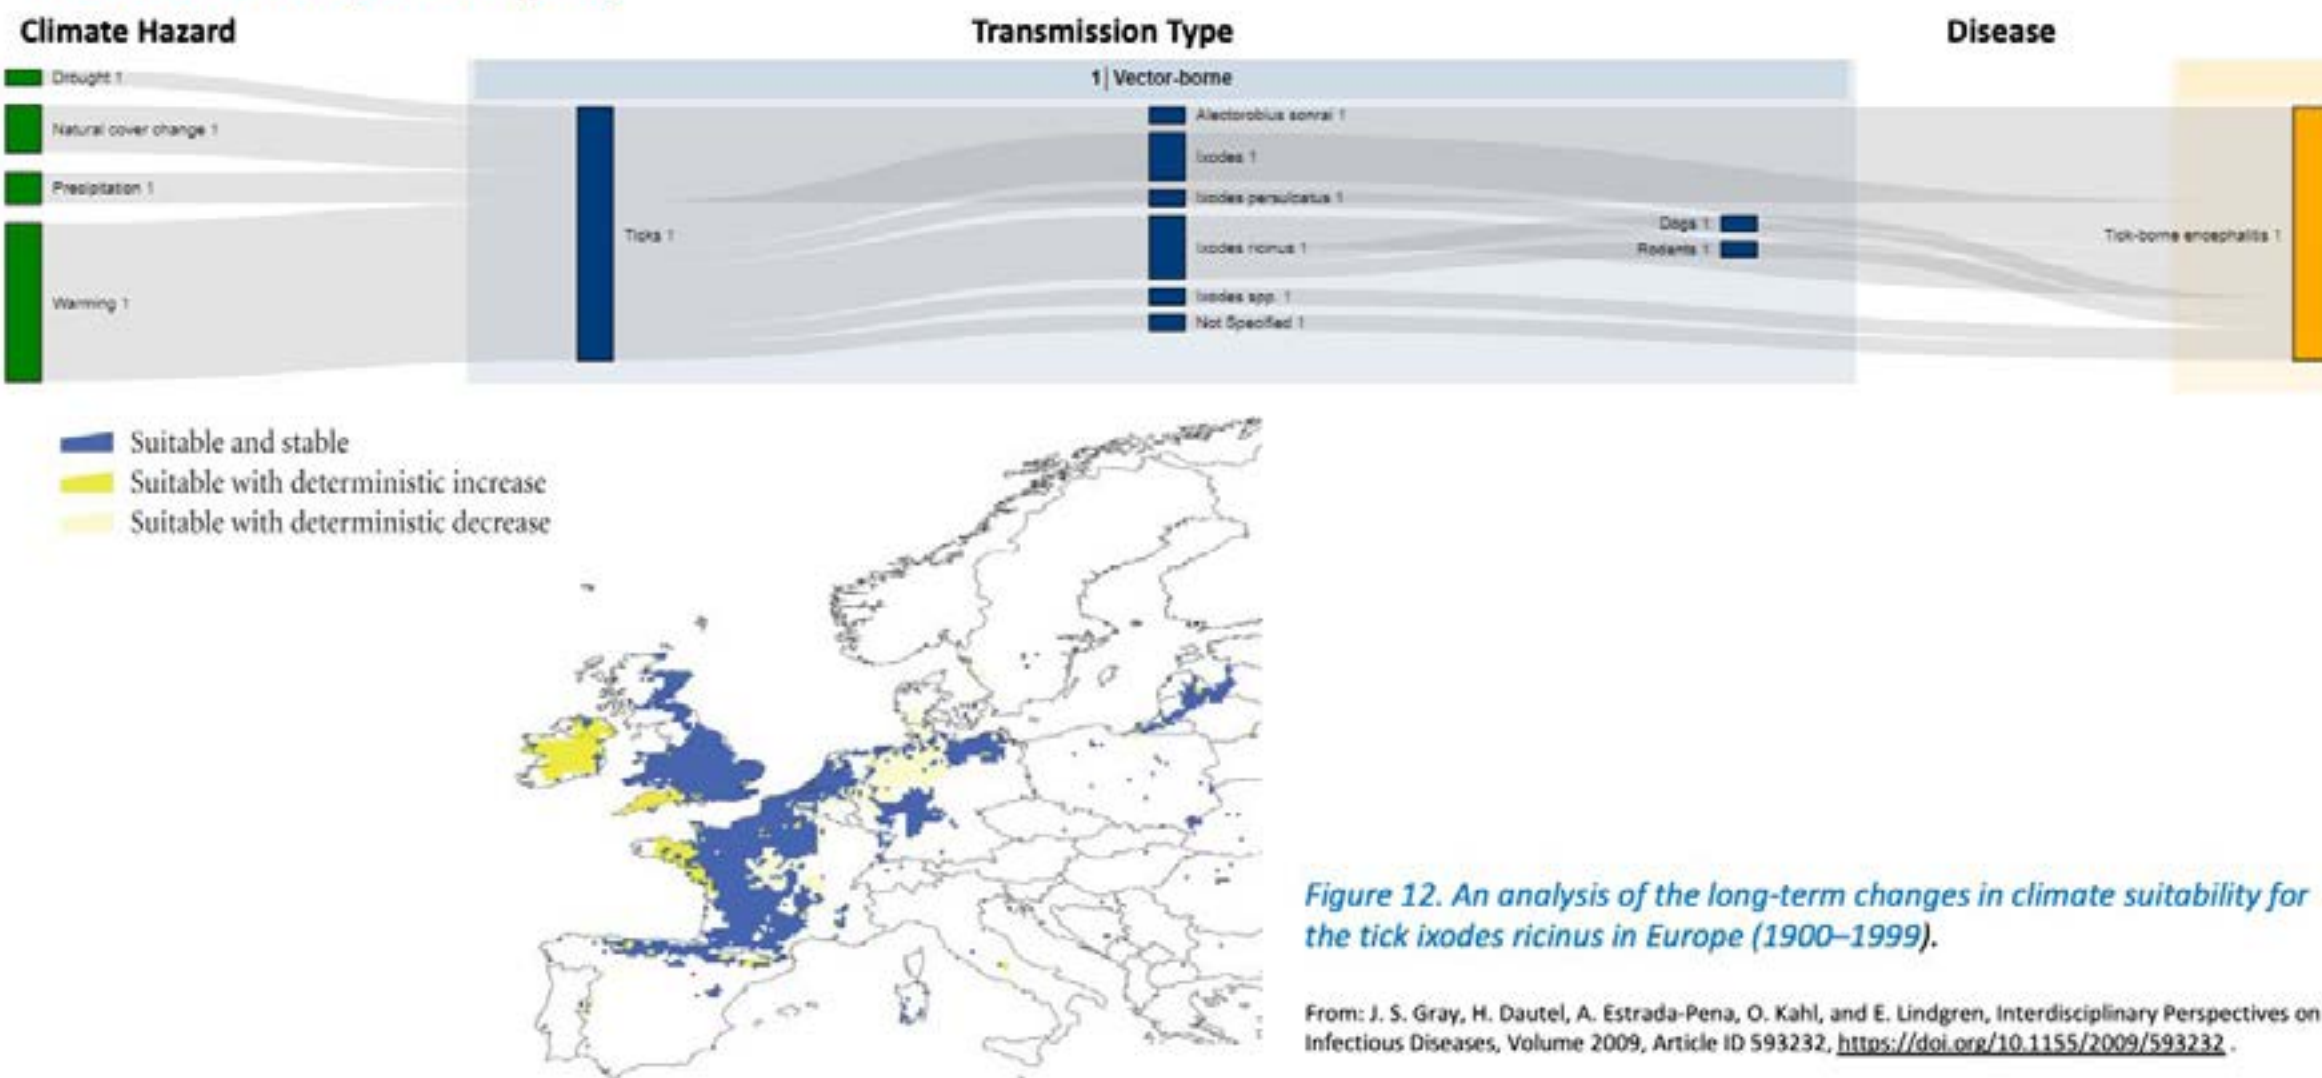 Climate Hazard
Transmission Type
Disease
1| Vector-borne
Drought 1
Natural cover change 1
Precipitation 1
Warming 1
Ticks 1
Alectorobius sonrai 1
Ixodes 1
Ixodes persulcatus 1
Ixodes ricinus 1
Ixodes spp. 1
Not Specified 1
Dogs 1
Rodents 1
Tick-borne encephalitis 1
Suitable and stable
Suitable with deterministic increase
Suitable with deterministic decrease
Figure 12. An analysis of the long-term changes in climate suitability for
the tick ixodes ricinus in Europe (1900–1999).
From: J. S. Gray, H. Dautel, A. Estrada-Pena, O. Kahl, and E. Lindgren, Interdisciplinary Perspectives on
Infectious Diseases, Volume 2009, Article ID 593232, https://doi.org/10.1155/2009/593232 .